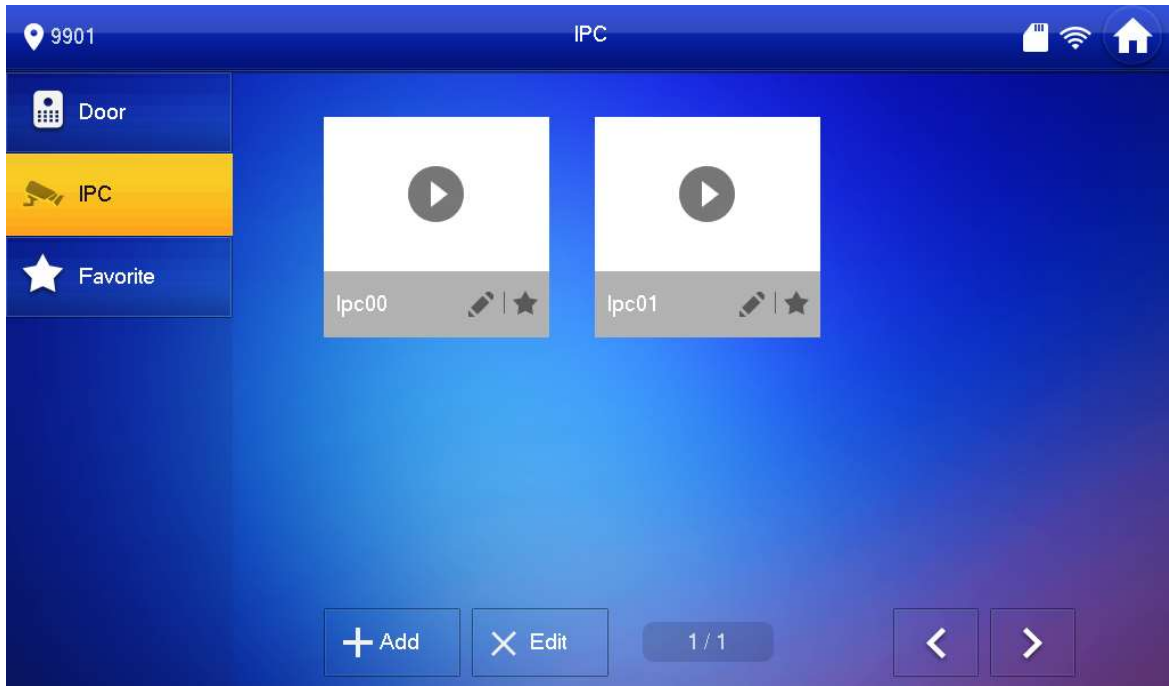 9901
IPC
Door
IPC
Favorite
Ipc00
Ipc01
Add
Edit
1/1